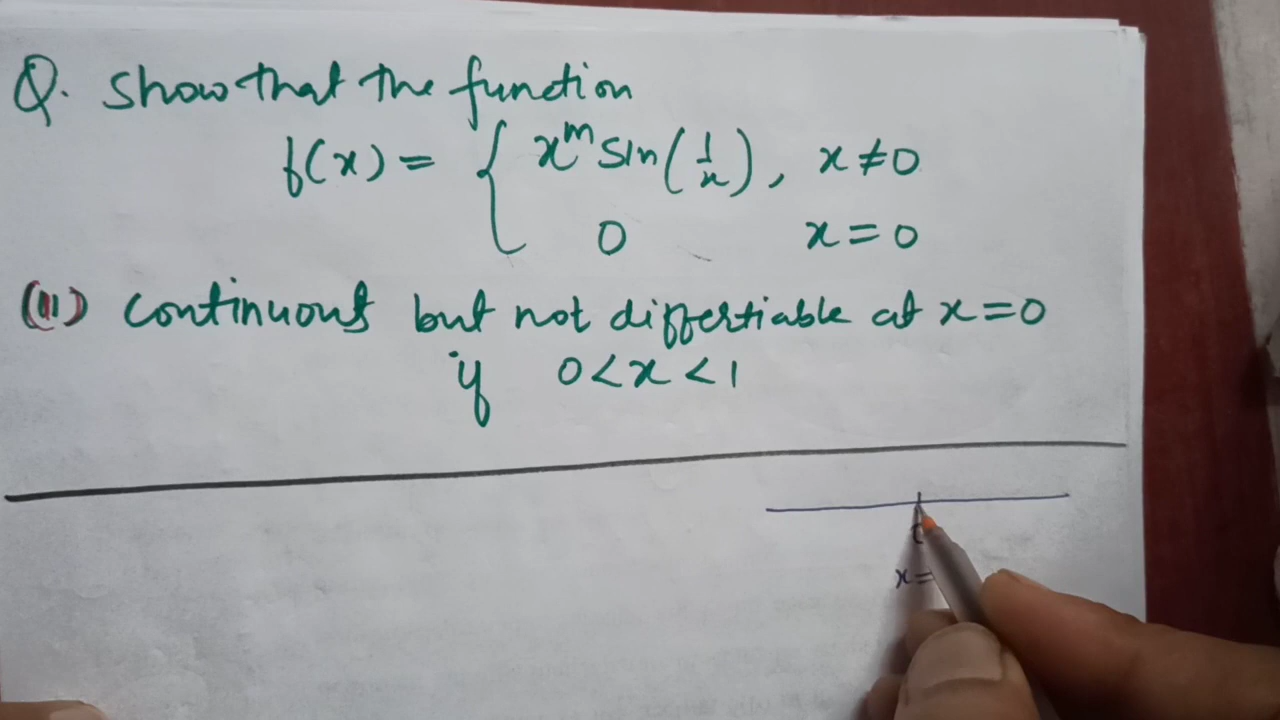 Q. Show that the function
f(x) = { x^m sin(1/x), x≠0
0 x=0
(ii) continuous but not differtiable at x=0
if 0<x<1
x=